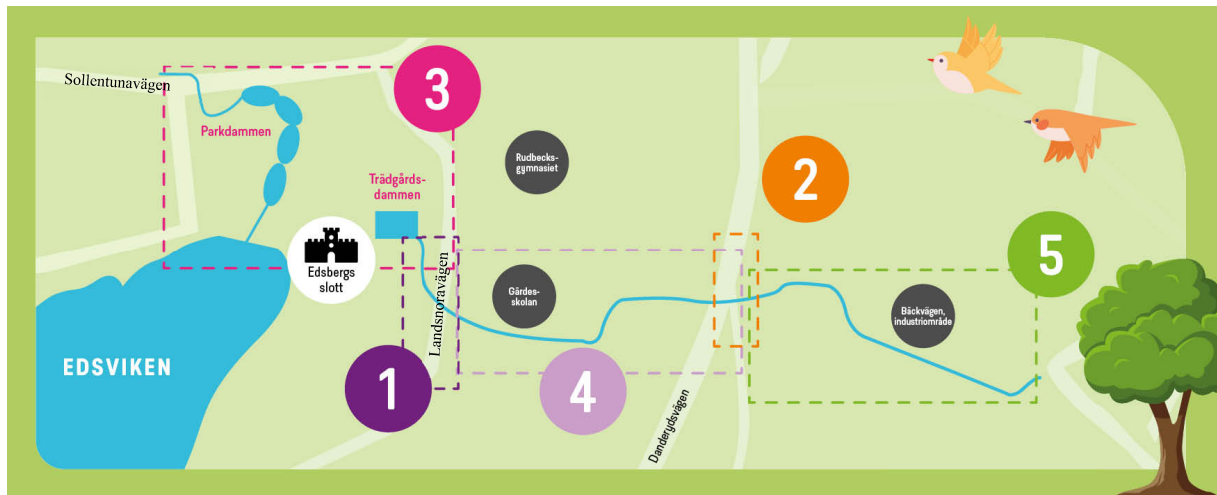 Sollentunavägen
3
Parkdammen
Rudbecks-
gymnasiet
2
Trädgårds-
dammen
5
Edsbergs
slott
Landsnoravägen
Gärdes-
skolan
Bäckvägen,
industriområde
EDSVIKEN
1
4
Danderydsvägen